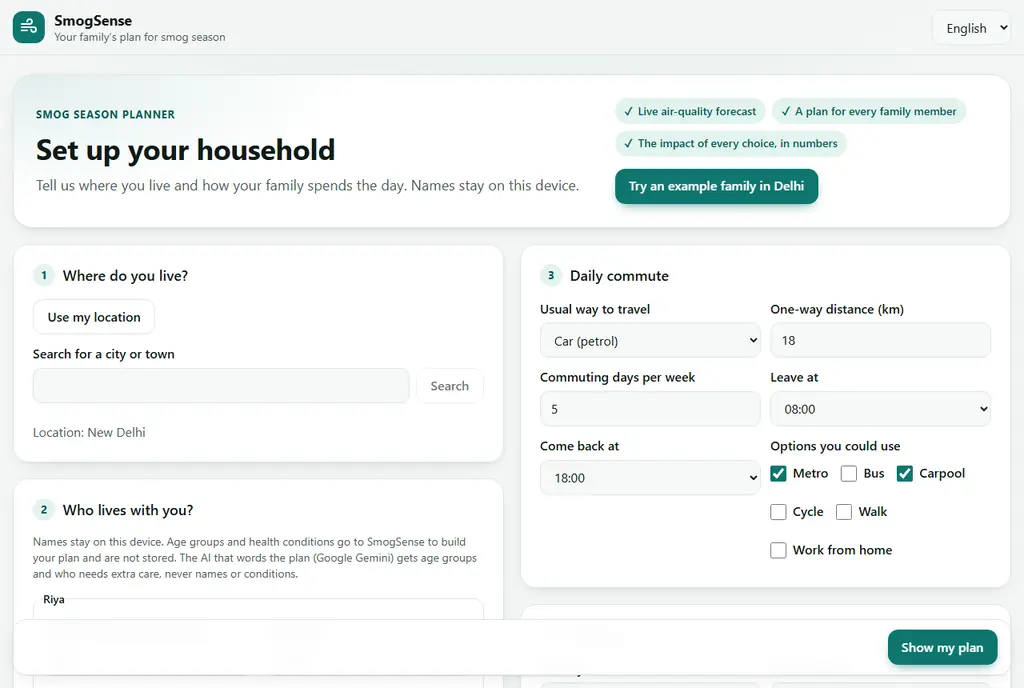 SmogSense
Your family's plan for smog season
English
SMOG SEASON PLANNER
Set up your household
Tell us where you live and how your family spends the day. Names stay on this device.
✓ Live air-quality forecast
✓ A plan for every family member
✓ The impact of every choice, in numbers
Try an example family in Delhi
1 Where do you live?
Use my location
Search for a city or town
Search
Location: New Delhi
2 Who lives with you?
Names stay on this device. Age groups and health conditions go to SmogSense to build
your plan and are not stored. The AI that words the plan (Google Gemini) gets age groups
and who needs extra care, never names or conditions.
Riya
3 Daily commute
Usual way to travel
One-way distance (km)
Car (petrol)
18
Commuting days per week
Leave at
5
08:00
Come back at
Options you could use
18:00
Metro
Bus
Carpool
Cycle
Walk
Work from home
Show my plan